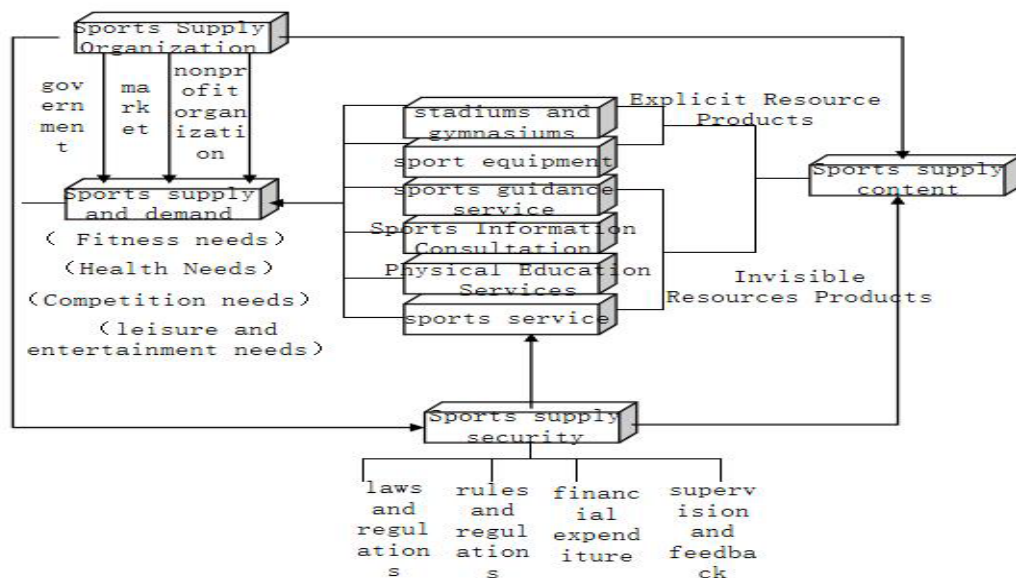 Sports Supply
Organization
gov
ernmen
t
ma
rk
et
nonpr
ofit
organ
izati
on
stadiums and
gymnasiums
sport equipment
sports guidance
service
Sports Information
Consultation
Physical Education
Services
sports service
Explicit Resource
Products
Sports supply
content
Invisible
Resources Products
Sports supply
and demand
( Fitness needs)
(Health Needs)
(Competition needs)
(leisure and
entertainment needs)
Sports supply
security
laws
and
regul
ation
s
rules
and
regul
ation
s
financ
ial
expend
iture
superv
ision
and
feedba
ck